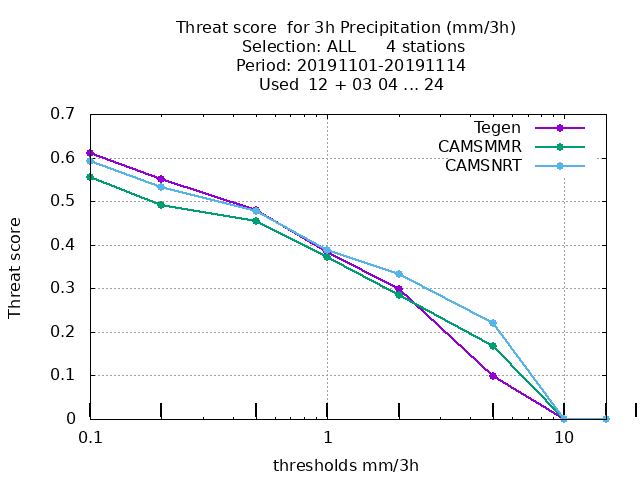 Threat score  for 3h Precipitation (mm/3h)
Selection: ALL      4 stations
Period: 20191101-20191114
Used  12 + 03 04 ... 24
Tegen
CAMSMMR
CAMSNRT
0.7
0.6
0.5
0.4
0.3
0.2
0.1
0
Threat score
0.1
1
10
thresholds mm/3h